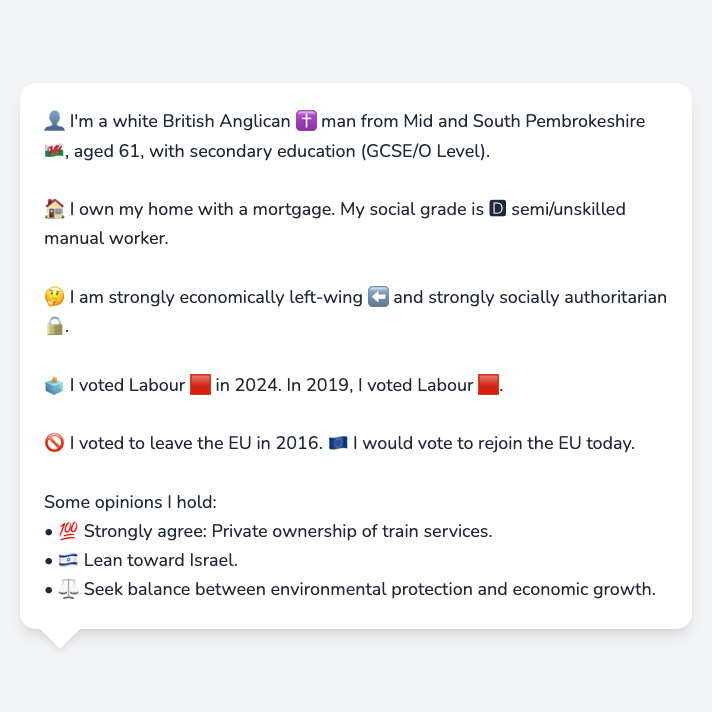 👤 I'm a white British Anglican ✝️ man from Mid and South Pembrokeshire
🏴󠁧󠁢󠁷󠁬󠁳󠁿, aged 61, with secondary education (GCSE/O Level).
🏠 I own my home with a mortgage. My social grade is 🅳 semi/unskilled
manual worker.
🤔 I am strongly economically left-wing ⬅️ and strongly socially authoritarian
🔒.
🗳️ I voted Labour 🟥 in 2024. In 2019, I voted Labour 🟥.
🚫 I voted to leave the EU in 2016. 🇪🇺 I would vote to rejoin the EU today.
Some opinions I hold:
• 💯 Strongly agree: Private ownership of train services.
• 🇮🇱 Lean toward Israel.
• ⚖️ Seek balance between environmental protection and economic growth.